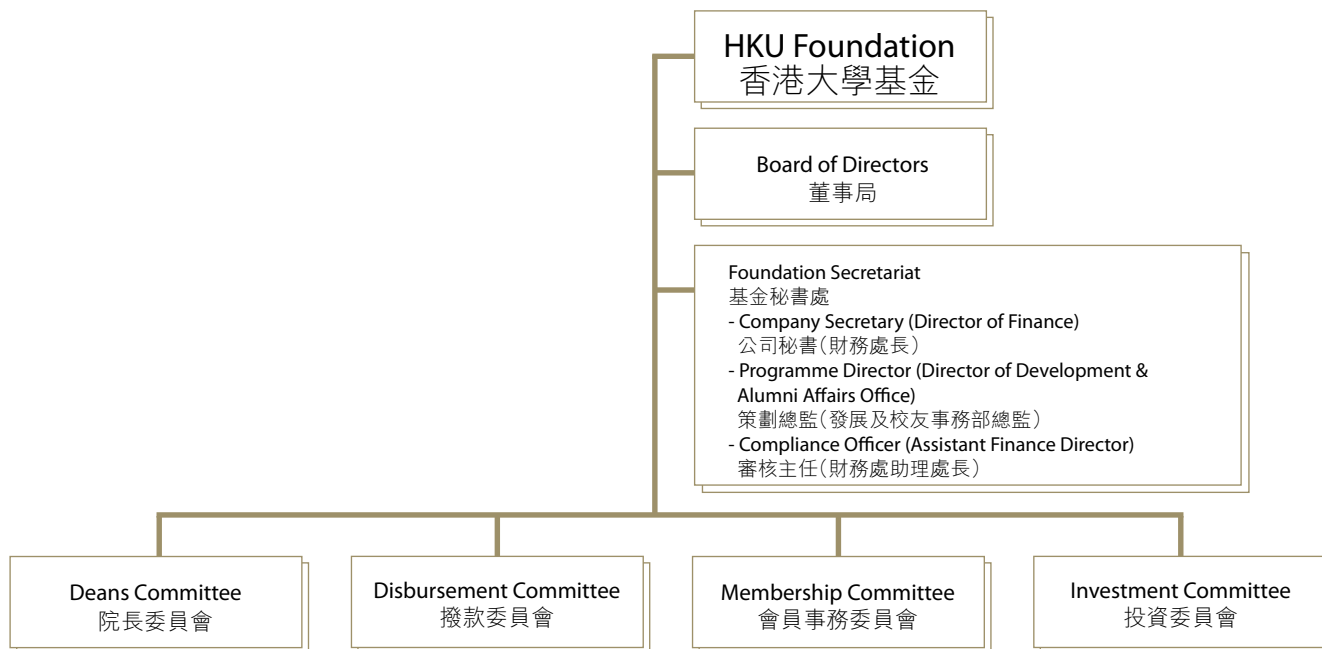 HKU Foundation
香港大學基金
Board of Directors
董事局
Foundation Secretariat
基金秘書處
- Company Secretary (Director of Finance)
公司秘書(財務處長)
- Programme Director (Director of Development &
Alumni Affairs Office)
策劃總監(發展及校友事務部總監)
- Compliance Officer (Assistant Finance Director)
審核主任(財務處助理處長)
Deans Committee
院長委員會
Disbursement Committee
撥款委員會
Membership Committee
會員事務委員會
Investment Committee
投資委員會